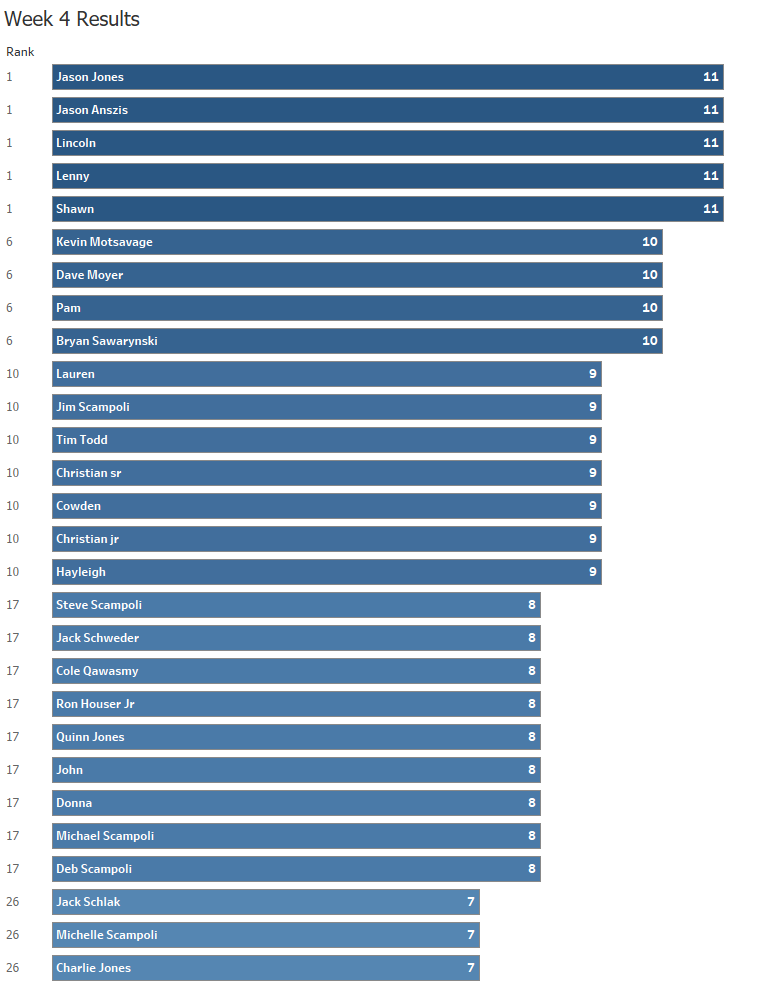 Week 4 Results
Rank
1 Jason Jones 11
1 Jason Anszis 11
1 Lincoln 11
1 Lenny 11
1 Shawn 11
6 Kevin Motsavage 10
6 Dave Moyer 10
6 Pam 10
6 Bryan Sawarynski 10
10 Lauren 9
10 Jim Scampoli 9
10 Tim Todd 9
10 Christian sr 9
10 Cowden 9
10 Christian jr 9
10 Hayleigh 9
17 Steve Scampoli 8
17 Jack Schweder 8
17 Cole Qawasmy 8
17 Ron Houser Jr 8
17 Quinn Jones 8
17 John 8
17 Donna 8
17 Michael Scampoli 8
17 Deb Scampoli 8
26 Jack Schlak 7
26 Michelle Scampoli 7
26 Charlie Jones 7